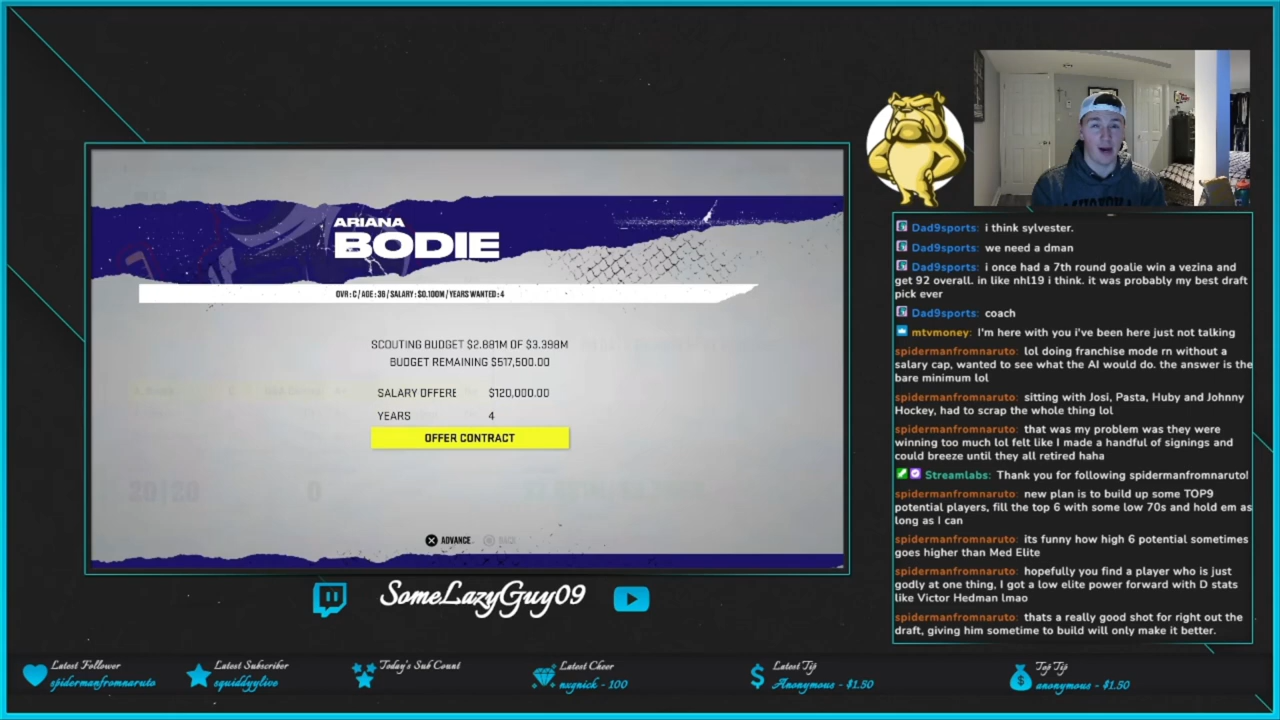 ARIANA
BODIE
OVR : C / AGE : 36 / SALARY : $0.100M / YEARS WANTED : 4
SCOUTING BUDGET $2.881M OF $3.398M
BUDGET REMAINING $517,500.00
SALARY OFFERE $120,000.00
YEARS 4
OFFER CONTRACT
20|20 0
ADVANCE BACK
SomeLazyGuy09
Dad9sports: i think sylvester.
Dad9sports: we need a dman
Dad9sports: i once had a 7th round goalie win a vezina and
get 92 overall. in like nhl19 i think. it was probably my best draft
pick ever
Dad9sports: coach
mtvmoney: I'm here with you i've been here just not talking
spidermanfromnaruto: lol doing franchise mode rn without a
salary cap, wanted to see what the AI would do. the answer is the
bare minimum lol
spidermanfromnaruto: sitting with Josi, Pasta, Huby and Johnny
Hockey, had to scrap the whole thing lol
spidermanfromnaruto: that was my problem was they were
winning too much lol felt like I made a handful of signings and
could breeze until they all retired haha
Streamlabs: Thank you for following spidermanfromnaruto!
spidermanfromnaruto: new plan is to build up some TOP9
potential players, fill the top 6 with some low 70s and hold em as
long as I can
spidermanfromnaruto: its funny how high 6 potential sometimes
goes higher than Med Elite
spidermanfromnaruto: hopefully you find a player who is just
godly at one thing, I got a low elite power forward with D stats
like Victor Hedman lmao
spidermanfromnaruto: thats a really good shot for right out the
draft, giving him sometime to build will only make it better.
Latest Follower
spidermanfromnaruto
Latest Subscriber
squiddyylive
Today's Sub Count
Latest Cheer
nxgnick - 100
Latest Tip
Anonymous - $1.50
Top Tip
anonymous - $1.50